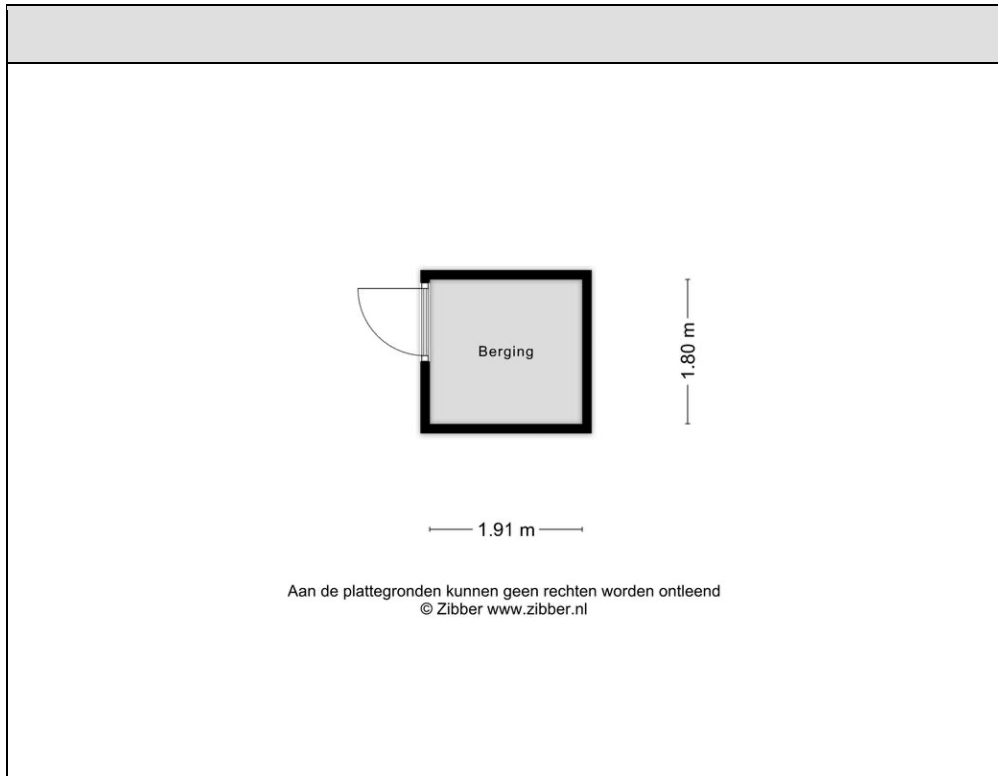 Berging
1.80 m
1.91 m
Aan de plattegronden kunnen geen rechten worden ontleend
© Zibber www.zibber.nl